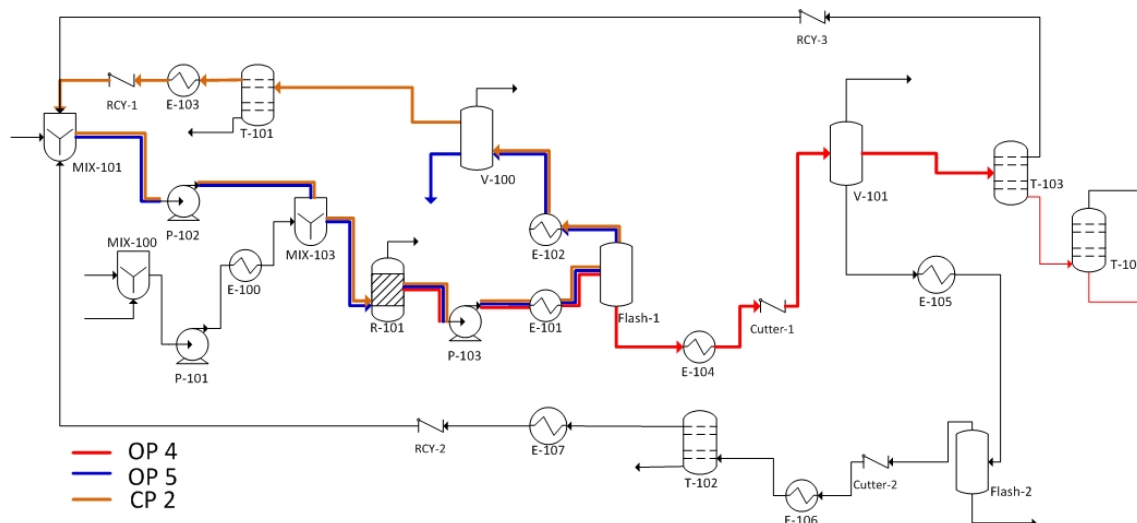 RCY-3
RCY-1
E-103
T-101
MIX-101
V-100
V-101
T-103
P-102
MIX-100
MIX-103
E-102
E-100
R-101
P-103
E-101
Flash-1
Cutter-1
E-105
P-101
E-104
OP 4
OP 5
CP 2
RCY-2
E-107
T-102
Cutter-2
Flash-2
E-106